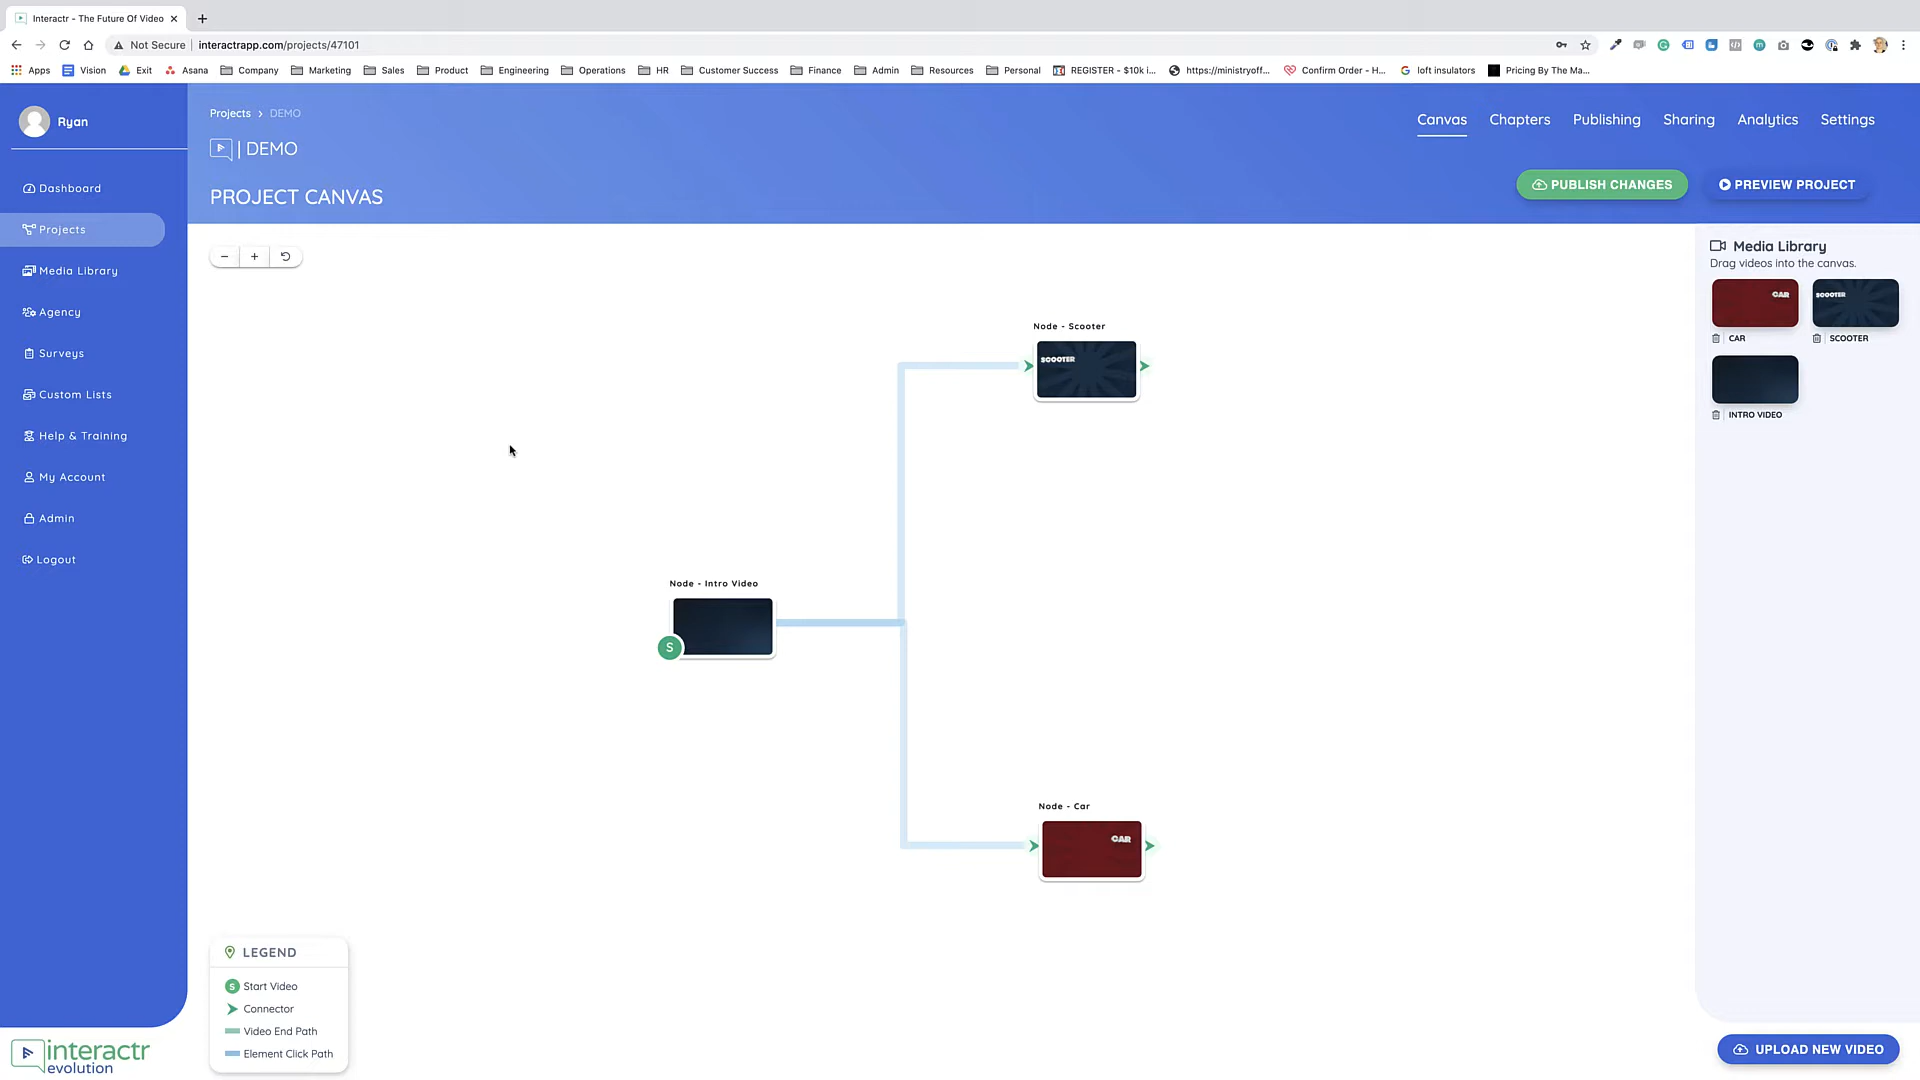 Interactr - The Future Of Video
Not Secure | interactrapp.com/projects/47101
Apps Vision Exit Asana Company Marketing Sales Product Engineering Operations HR Customer Success Finance Admin Resources Personal REGISTER - $10k i... https://ministryoff... Confirm Order - H... loft insulators Pricing By The Ma...
Ryan
Dashboard
Projects
Media Library
Agency
Surveys
Custom Lists
Help & Training
My Account
Admin
Logout
interactr
evolution
Projects > DEMO
| DEMO
PROJECT CANVAS
Canvas Chapters Publishing Sharing Analytics Settings
PUBLISH CHANGES PREVIEW PROJECT
Node - Scooter
SCOOTER
Node - Intro Video
S
Node - Car
CAR
LEGEND
S Start Video
Connector
Video End Path
Element Click Path
Media Library
Drag videos into the canvas.
CAR SCOOTER
CAR SCOOTER
INTRO VIDEO
UPLOAD NEW VIDEO